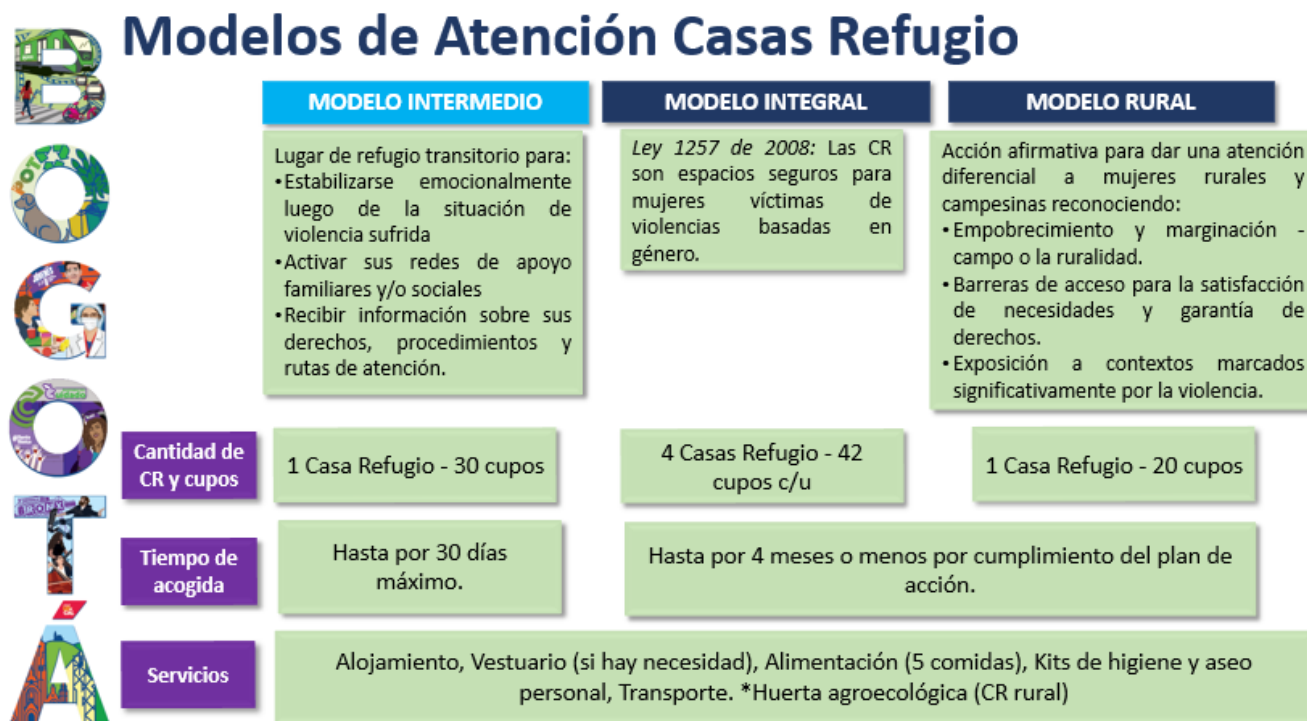 Modelos de Atención Casas Refugio
BOGOTÁ
MODELO INTERMEDIO
Lugar de refugio transitorio para:
•Estabilizarse emocionalmente
luego de la situación de
violencia sufrida
•Activar sus redes de apoyo
familiares y/o sociales
•Recibir información sobre sus
derechos, procedimientos y
rutas de atención.
MODELO INTEGRAL
Ley 1257 de 2008: Las CR
son espacios seguros para
mujeres víctimas de
violencias basadas en
género.
MODELO RURAL
Acción afirmativa para dar una atención
diferencial a mujeres rurales y
campesinas reconociendo:
•Empobrecimiento y marginación -
campo o la ruralidad.
•Barreras de acceso para la satisfacción
de necesidades y garantía de
derechos.
•Exposición a contextos marcados
significativamente por la violencia.
Cantidad de
CR y cupos
1 Casa Refugio - 30 cupos
4 Casas Refugio - 42
cupos c/u
1 Casa Refugio - 20 cupos
Tiempo de
acogida
Hasta por 30 días
máximo.
Hasta por 4 meses o menos por cumplimiento del plan de
acción.
Servicios
Alojamiento, Vestuario (si hay necesidad), Alimentación (5 comidas), Kits de higiene y aseo
personal, Transporte. *Huerta agroecológica (CR rural)
POT
BRONX